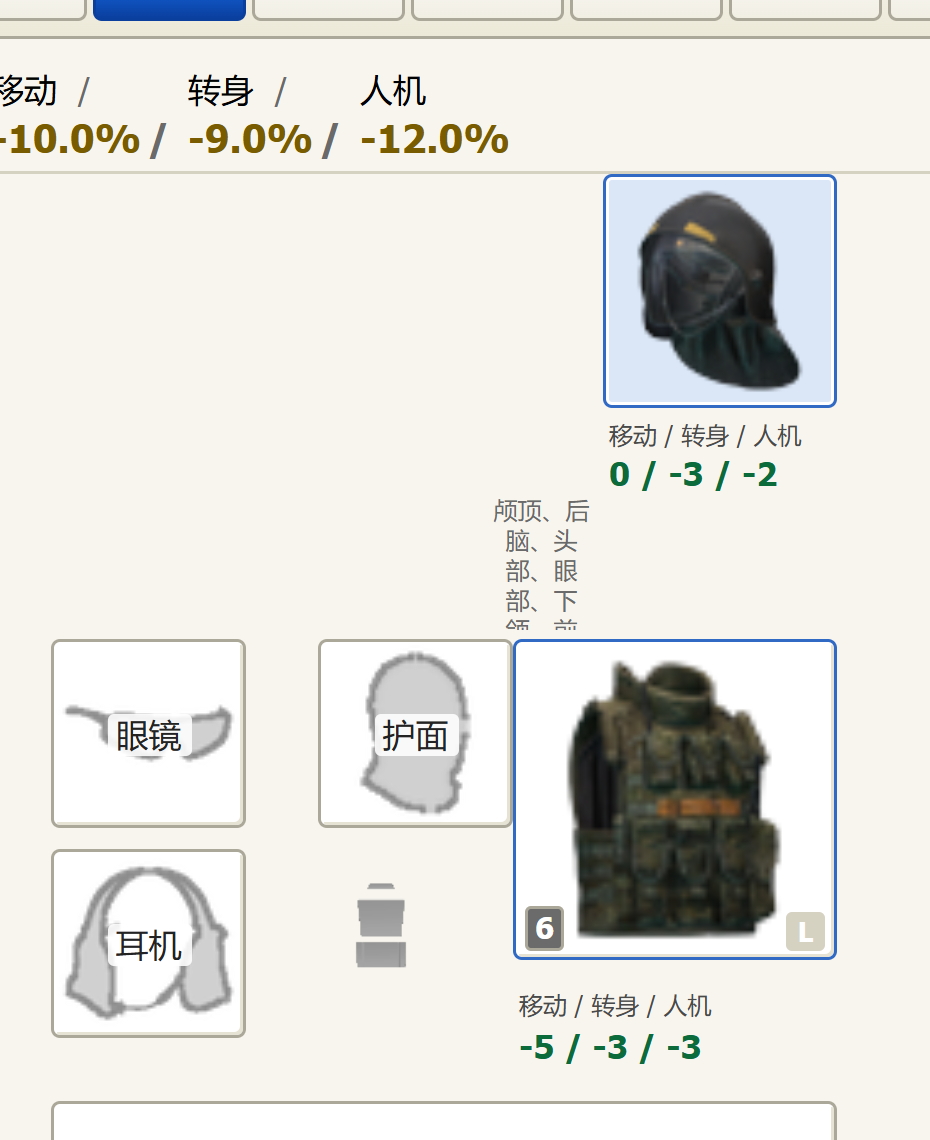 移动 / 转身 / 人机
-10.0% / -9.0% / -12.0%
移动 / 转身 / 人机
0 / -3 / -2
颅顶、后
脑、头
部、眼
部、下
眼镜
护面
耳机
6
L
移动 / 转身 / 人机
-5 / -3 / -3